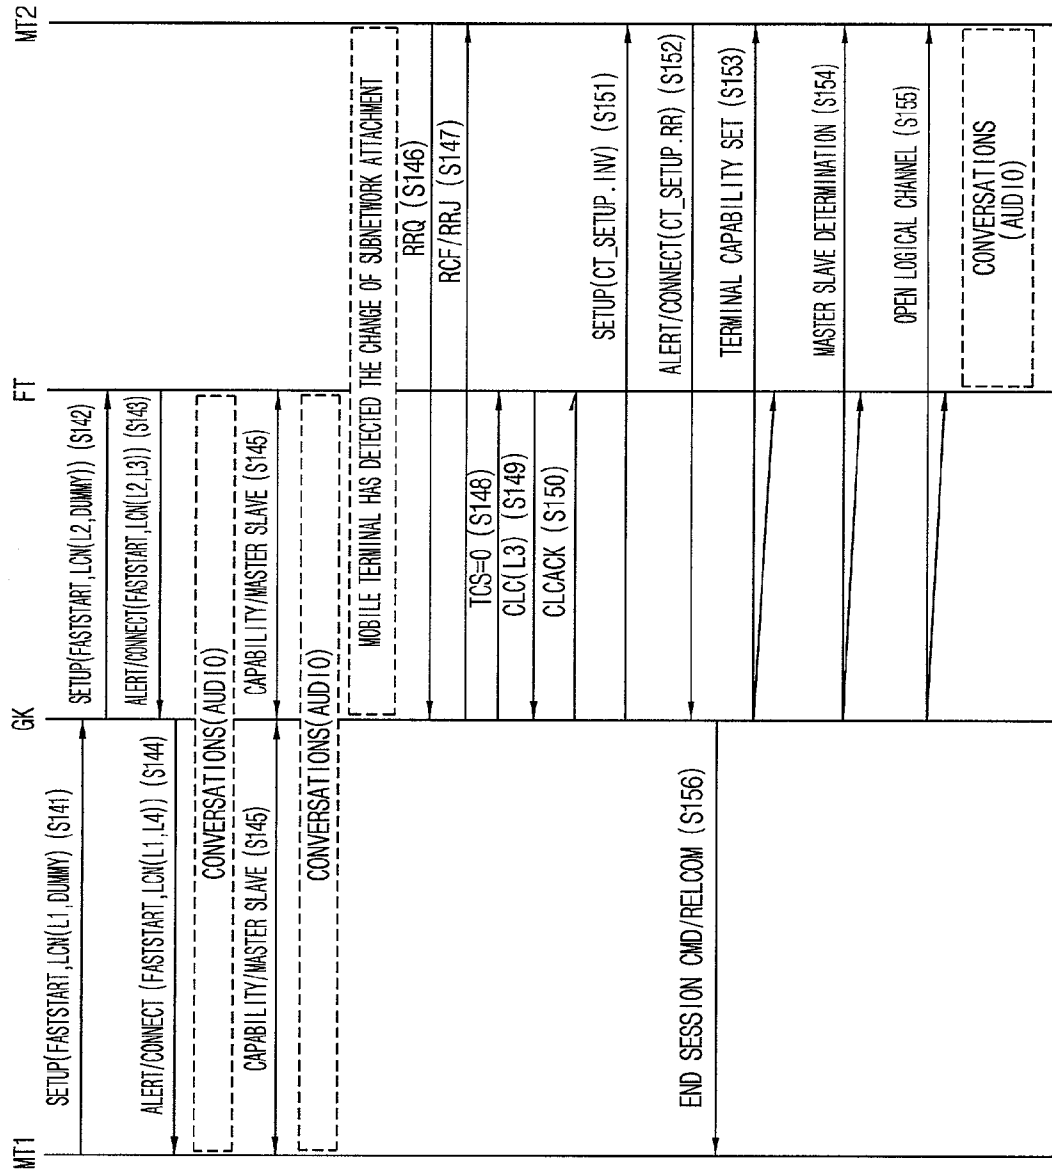 MT1
GK
FT
MT2
SETUP(FASTSTART,LCN(L1,DUMMY) (S141)
SETUP(FASTSTART,LCN(L2,DUMMY)) (S142)
ALERT/CONNECT(FASTSTART,LCN(L2,L3)) (S143)
ALERT/CONNECT (FASTSTART,LCN(L1,L4)) (S144)
CONVERSATIONS(AUDIO)
CAPABILITY/MASTER SLAVE (S145)
CAPABILITY/MASTER SLAVE (S145)
CONVERSATIONS(AUDIO)
MOBILE TERMINAL HAS DETECTED THE CHANGE OF SUBNETWORK ATTACHMENT
RRQ (S146)
RCF/RRJ (S147)
TCS=0 (S148)
CLC(L3) (S149)
CLCACK (S150)
SETUP(CT_SETUP.INV) (S151)
ALERT/CONNECT(CT_SETUP.RR) (S152)
END SESSION CMD/RELCOM (S156)
TERMINAL CAPABILITY SET (S153)
MASTER SLAVE DETERMINATION (S154)
OPEN LOGICAL CHANNEL (S155)
CONVERSATIONS
(AUDIO)